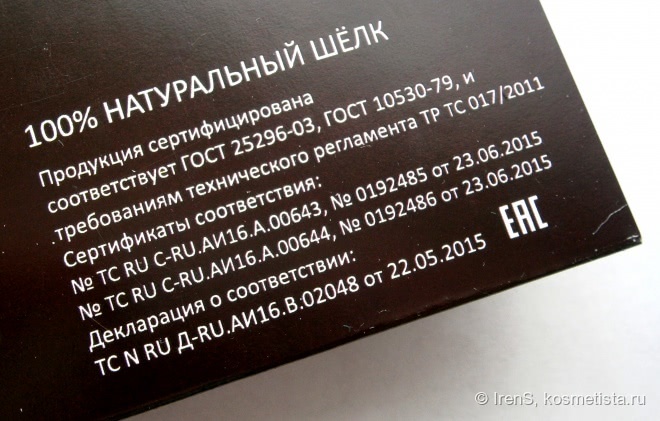 100% НАТУРАЛЬНЫЙ ШЁЛК
Продукция сертифицирована
соответствует ГОСТ 25296-03, ГОСТ 10530-79, и
требованиям технического регламента ТР ТС 017/2011
Сертификаты соответствия:
№ ТС RU C-RU.АИ16.А.00643, № 0192485 от 23.06.2015
№ ТС RU C-RU.АИ16.А.00644, № 0192486 от 23.06.2015
Декларация о соответствии:
ТС N RU Д-RU.АИ16.В.02048 от 22.05.2015
ЕАС
© IrenS, kosmetista.ru